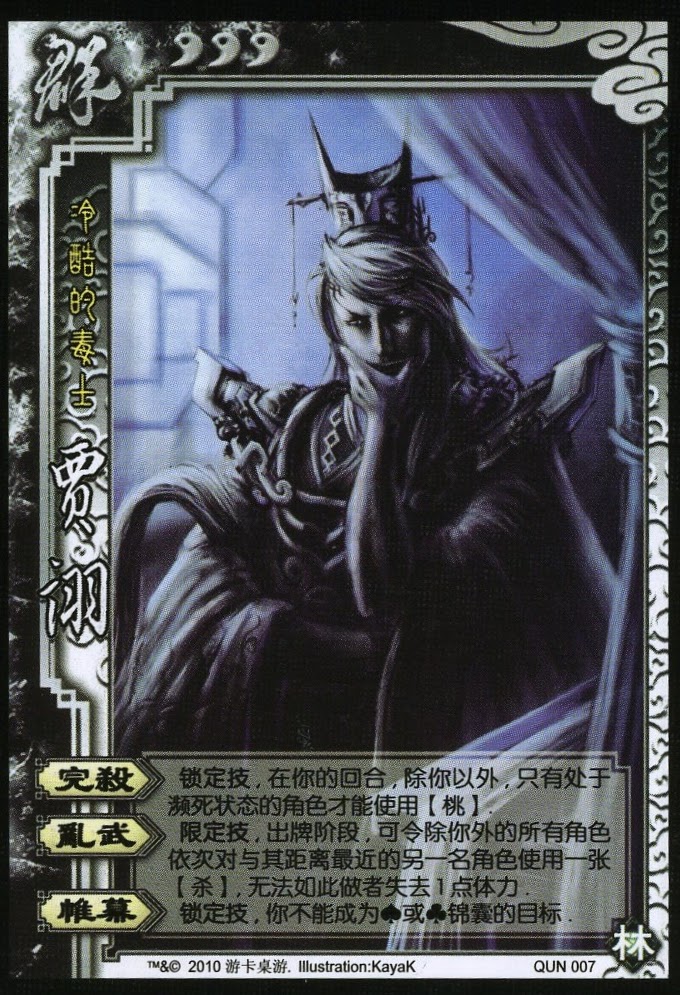 群
冷酷的毒士
贾诩
完殺
锁定技，在你的回合，除你以外，只有处于
濒死状态的角色才能使用【桃】.
亂武
限定技，出牌阶段，可令除你外的所有角色
依次对与其距离最近的另一名角色使用一张
【杀】，无法如此做者失去1点体力.
帷幕
锁定技，你不能成为♠或♣锦囊的目标.
林
™&© 2010 游卡桌游. Illustration:KayaK
QUN 007